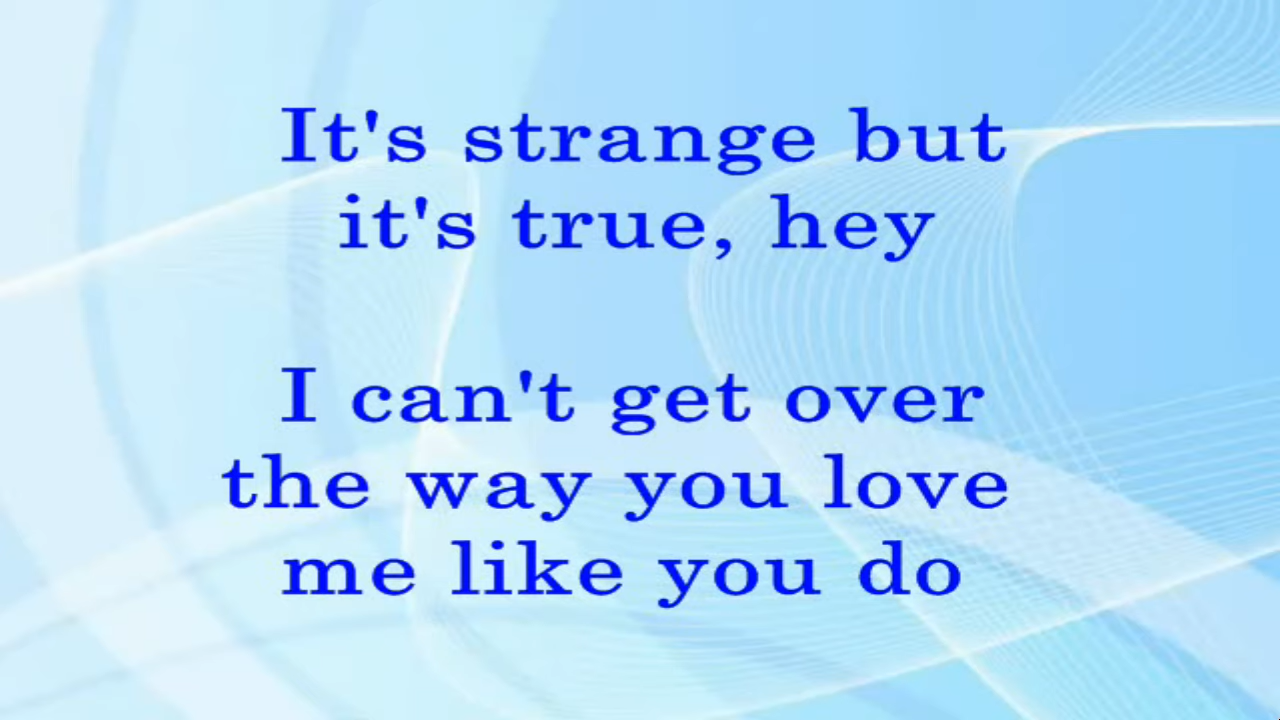 It's strange but
it's true, hey
I can't get over
the way you love
me like you do